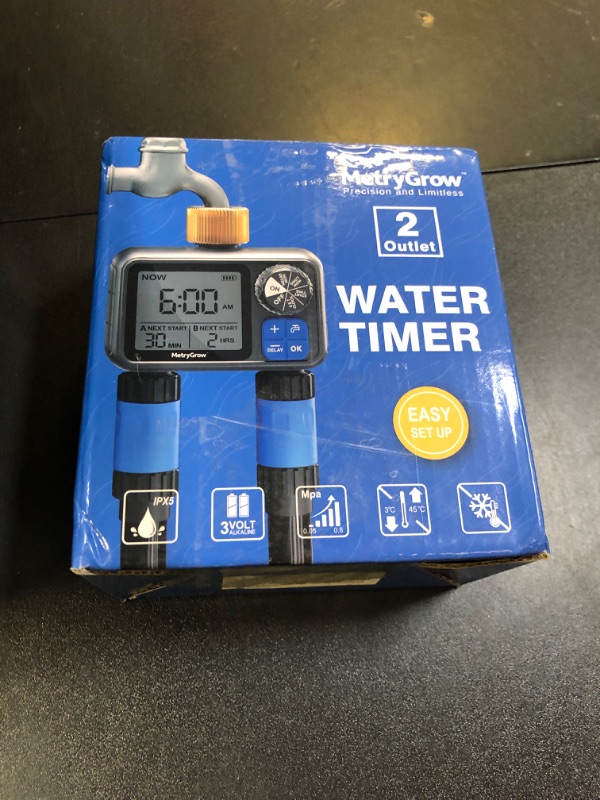 MetryGrow™
Precision and Limitless
2
Outlet
WATER
TIMER
EASY
SET UP
NOW
6:00 AM
A NEXT START B NEXT START
30 MIN 2 HRS
MetryGrow
ON
OFF
+
DELAY OK
IPX5
3VOLT
ALKALINE
Mpa
0.05 0.8
3°C 45°C